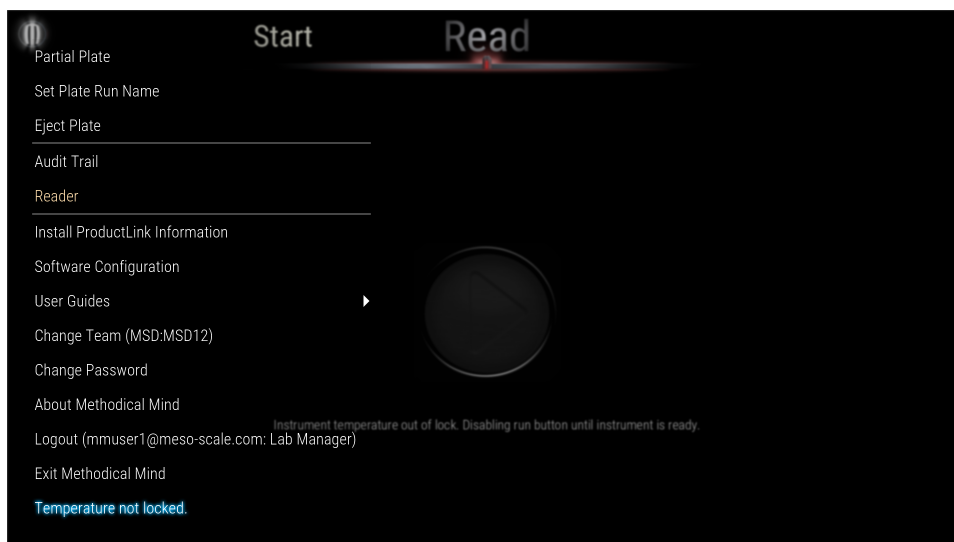 Start
Read
Partial Plate
Set Plate Run Name
Eject Plate
Audit Trail
Reader
Install ProductLink Information
Software Configuration
User Guides
Change Team (MSD:MSD12)
Change Password
About Methodical Mind
Instrument temperature out of lock. Disabling run button until instrument is ready.
Logout (mmuser1@meso-scale.com: Lab Manager)
Exit Methodical Mind
Temperature not locked.